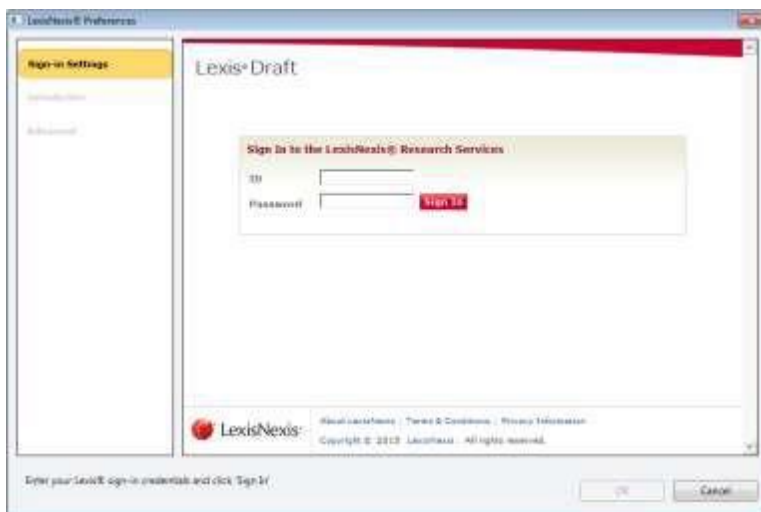 LexisNexis® Preferences
Sign-in Settings
Advanced
Lexis® Draft
Sign In to the LexisNexis® Research Services
ID
Password
Sign In
LexisNexis®
About LexisNexis | Terms & Conditions | Privacy Information
Copyright © LexisNexis. All rights reserved.
Enter your Lexis® sign-in credentials and click 'Sign In'
OK
Cancel